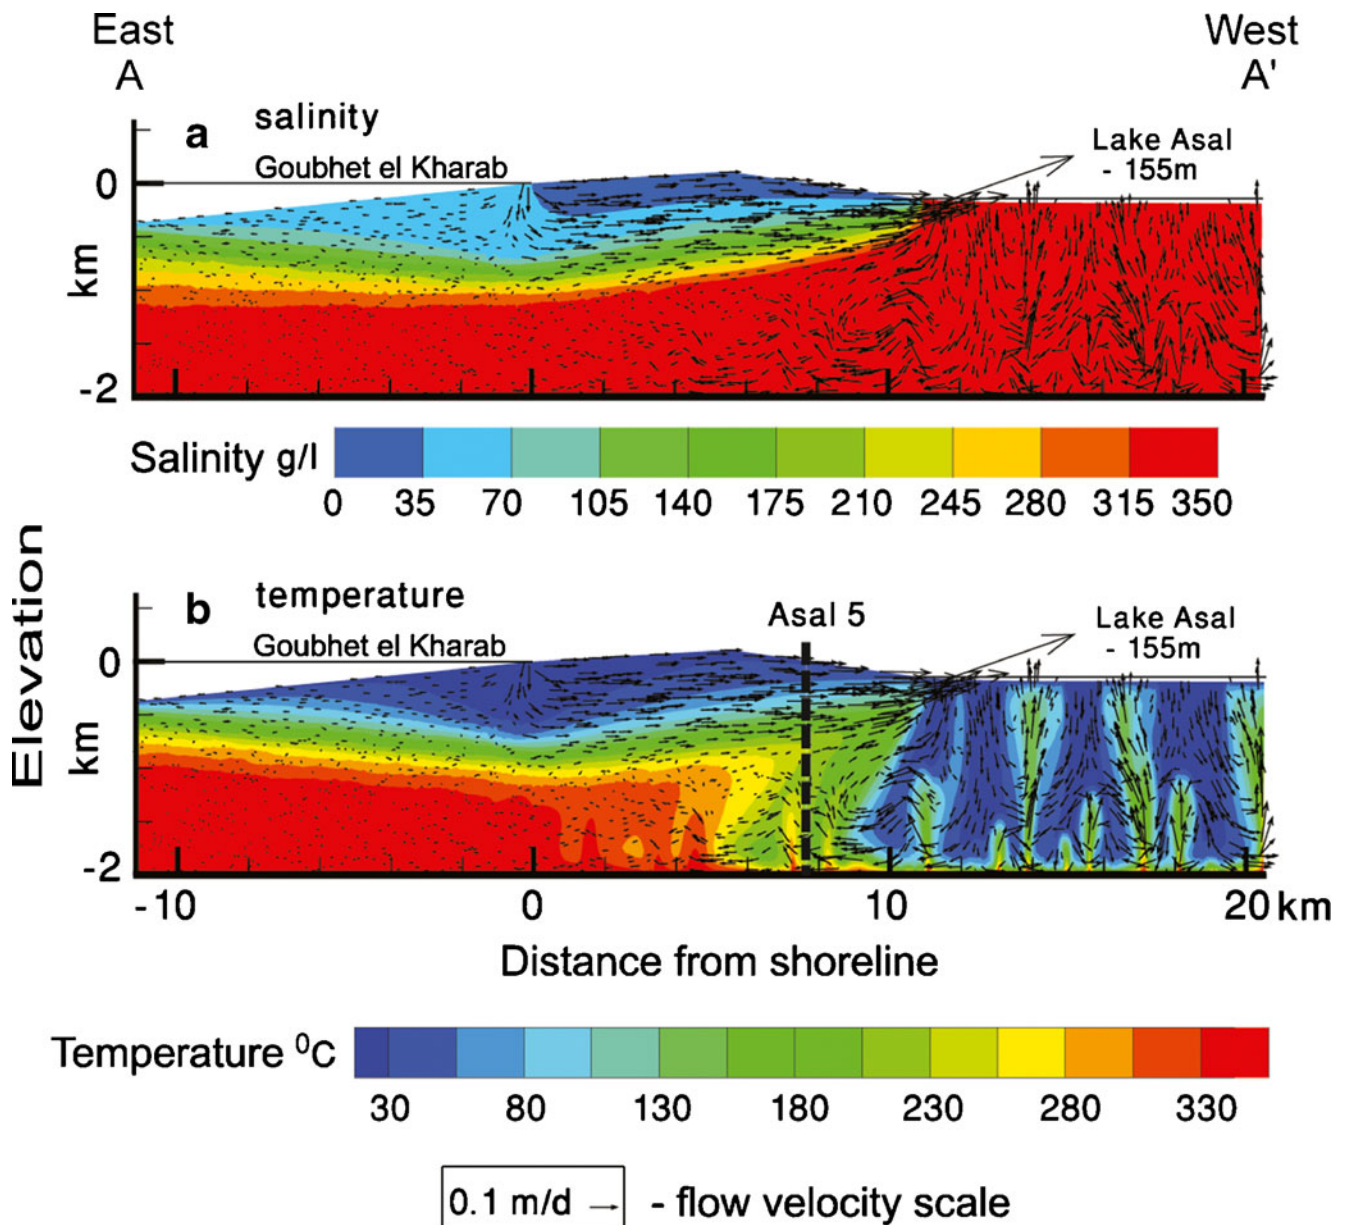 East
A
West
A'
a salinity
Goubhet el Kharab
Lake Asal
- 155m
0
km
-2
Salinity g/l
0 35 70 105 140 175 210 245 280 315 350
Elevation
b temperature
Goubhet el Kharab
Asal 5
Lake Asal
- 155m
0
km
-2
-10 0 10 20 km
Distance from shoreline
Temperature ⁰C
30 80 130 180 230 280 330
0.1 m/d → - flow velocity scale